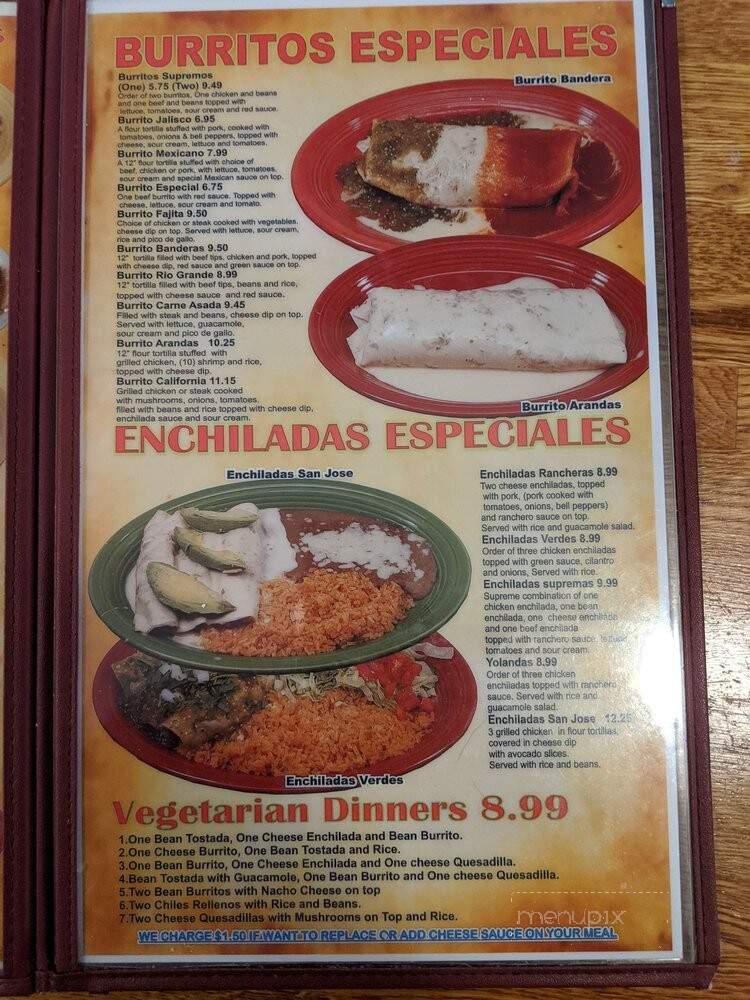 BURRITOS ESPECIALES
Burritos Supremos
(One) 5.75 (Two) 9.49
Order of two burritos, One chicken and beans
and one beef and beans topped with
lettuce, tomatoes, sour cream and red sauce.
Burrito Jalisco 6.95
A flour tortilla stuffed with pork, cooked with
tomatoes, onions & bell peppers, topped with
cheese, sour cream, lettuce and tomatoes.
Burrito Mexicano 7.99
A 12" flour tortilla stuffed with choice of
beef, chicken or pork, with lettuce, tomatoes,
sour cream and special Mexican sauce on top.
Burrito Especial 6.75
One beef burrito with red sauce. Topped with
cheese, lettuce, sour cream and tomato.
Burrito Fajita 9.50
Choice of chicken or steak cooked with vegetables,
cheese dip on top. Served with lettuce, sour cream,
rice and pico de gallo.
Burrito Banderas 9.50
12" tortilla filled with beef tips, chicken and pork, topped
with cheese dip, red sauce and green sauce on top.
Burrito Rio Grande 8.99
12" tortilla filled with beef tips, beans and rice,
topped with cheese sauce and red sauce.
Burrito Carne Asada 9.45
Filled with steak and beans, cheese dip on top.
Served with lettuce, guacamole,
sour cream and pico de gallo.
Burrito Arandas 10.25
12" flour tortilla stuffed with
grilled chicken, (10) shrimp and rice,
topped with cheese dip.
Burrito California 11.15
Grilled chicken or steak cooked
with mushrooms, onions, tomatoes,
filled with beans and rice topped with cheese dip,
enchilada sauce and sour cream.
Burrito Bandera
Burrito Arandas
ENCHILADAS ESPECIALES
Enchiladas San Jose
Enchiladas Verdes
Enchiladas Rancheras 8.99
Two cheese enchiladas, topped
with pork, (pork cooked with
tomatoes, onions, bell peppers)
and ranchero sauce on top.
Served with rice and guacamole salad.
Enchiladas Verdes 8.99
Order of three chicken enchiladas
topped with green sauce, cilantro
and onions, Served with rice.
Enchiladas supremas 9.99
Supreme combination of one
chicken enchilada, one bean
enchilada, one cheese enchilada
and one beef enchilada
topped with ranchero sauce, lettuce
tomatoes and sour cream.
Yolandas 8.99
Order of three chicken
enchiladas topped with ranchero
sauce. Served with rice and
guacamole salad.
Enchiladas San Jose 12.25
3 grilled chicken in flour tortillas,
covered in cheese dip
with avocado slices.
Served with rice and beans.
Vegetarian Dinners 8.99
1.One Bean Tostada, One Cheese Enchilada and Bean Burrito.
2.One Cheese Burrito, One Bean Tostada and Rice.
3.One Bean Burrito, One Cheese Enchilada and One cheese Quesadilla.
4.Bean Tostada with Guacamole, One Bean Burrito and One cheese Quesadilla.
5.Two Bean Burritos with Nacho Cheese on top
6.Two Chiles Rellenos with Rice and Beans.
7.Two Cheese Quesadillas with Mushrooms on Top and Rice.
WE CHARGE $1.50 IF WANT TO REPLACE OR ADD CHEESE SAUCE ON YOUR MEAL
menupix